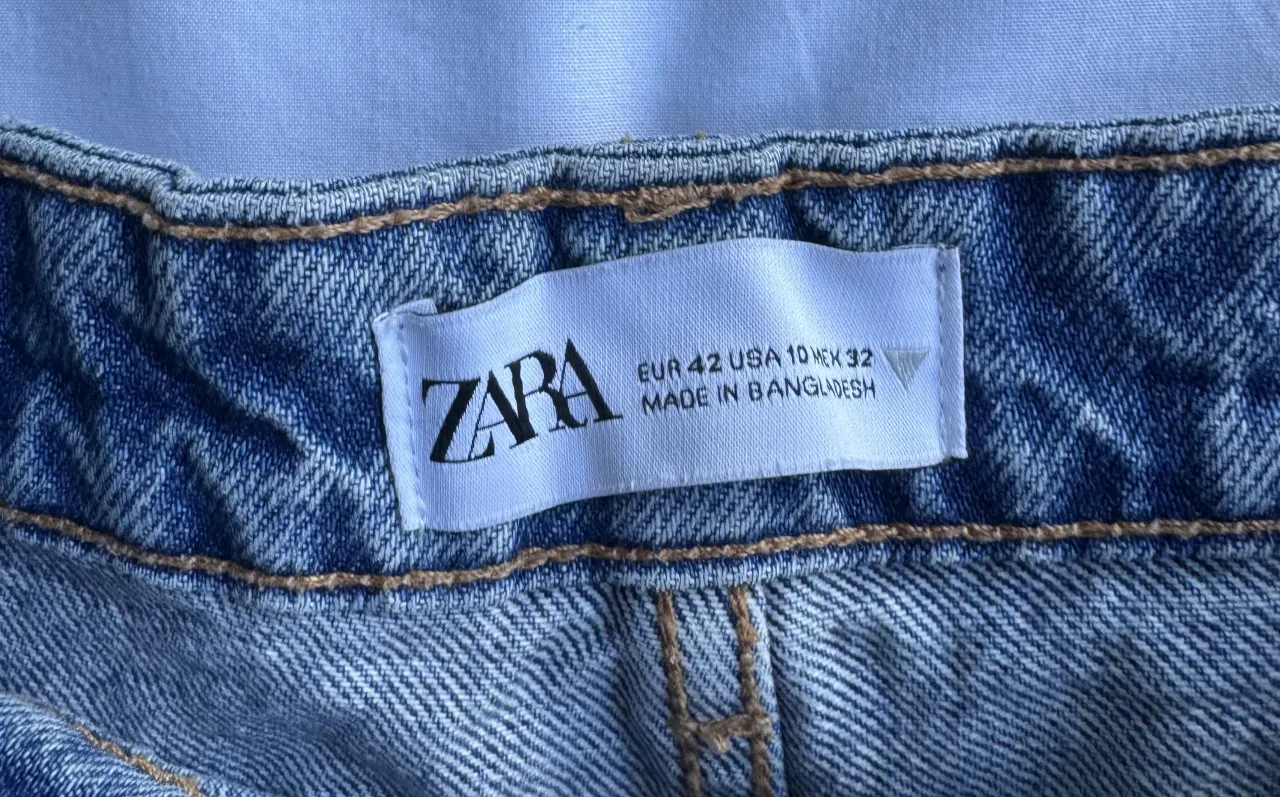 ZARA
EUR 42 USA 10 MEX 32
MADE IN BANGLADESH